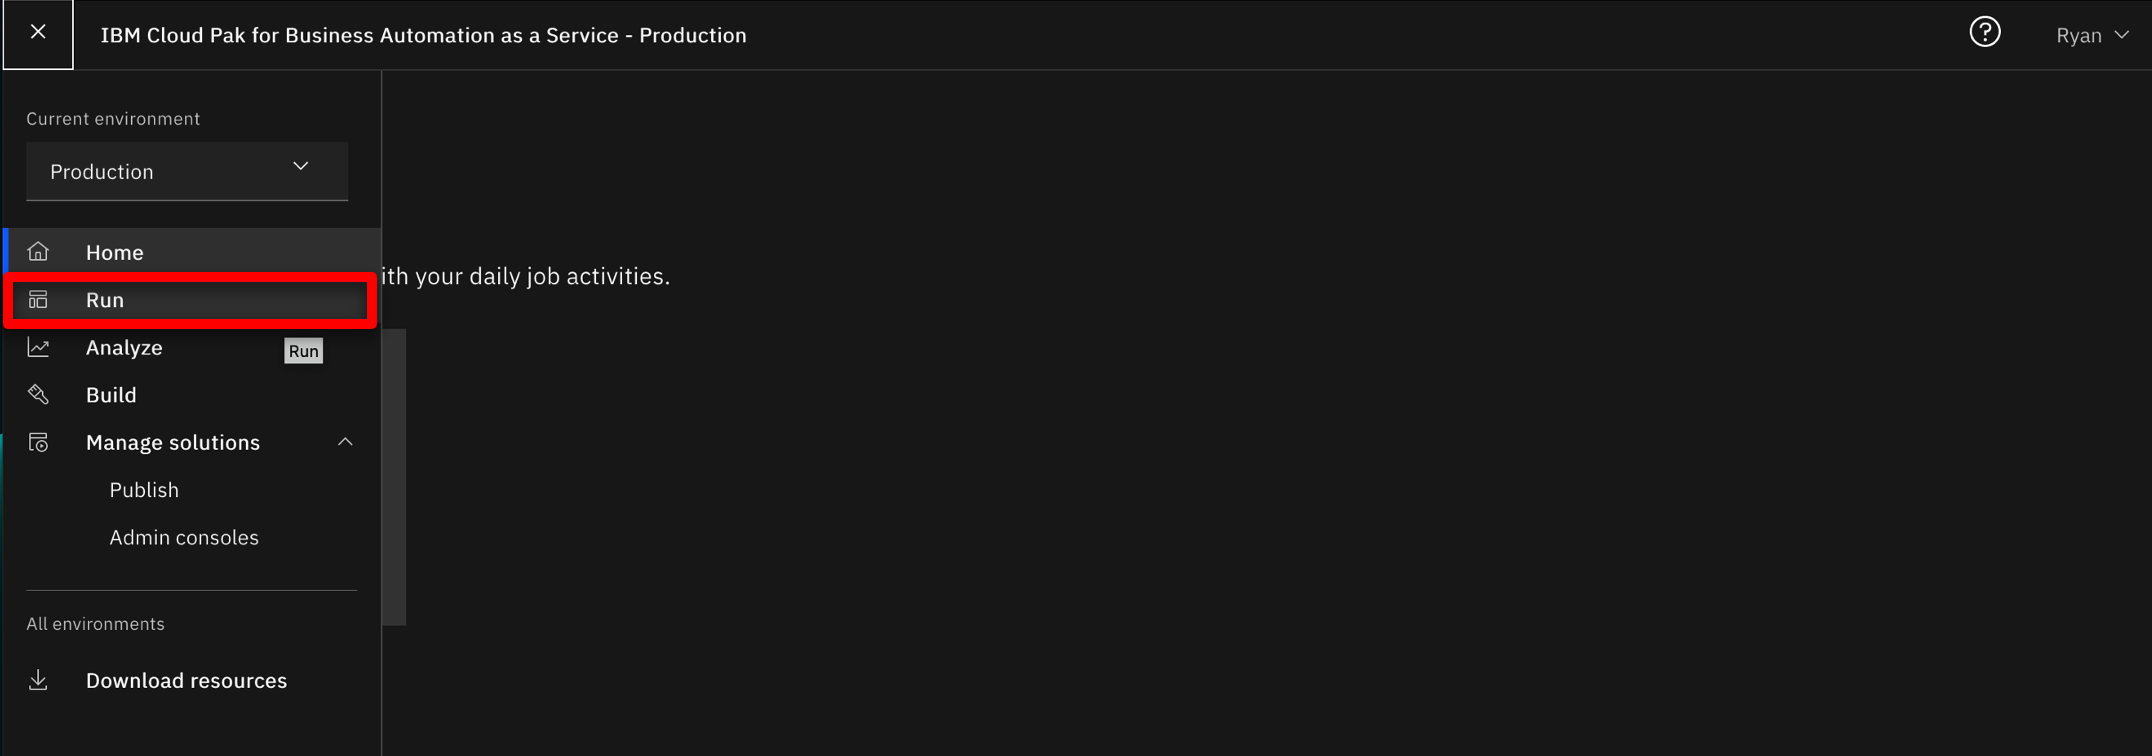 IBM Cloud Pak for Business Automation as a Service - Production
Ryan
Current environment
Production
Home
ith your daily job activities.
Run
Analyze
Run
Build
Manage solutions
Publish
Admin consoles
All environments
Download resources